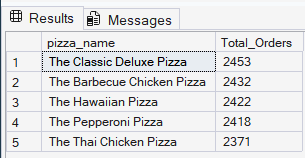 Results Messages
pizza_name Total_Orders
1 The Classic Deluxe Pizza 2453
2 The Barbecue Chicken Pizza 2432
3 The Hawaiian Pizza 2422
4 The Pepperoni Pizza 2418
5 The Thai Chicken Pizza 2371